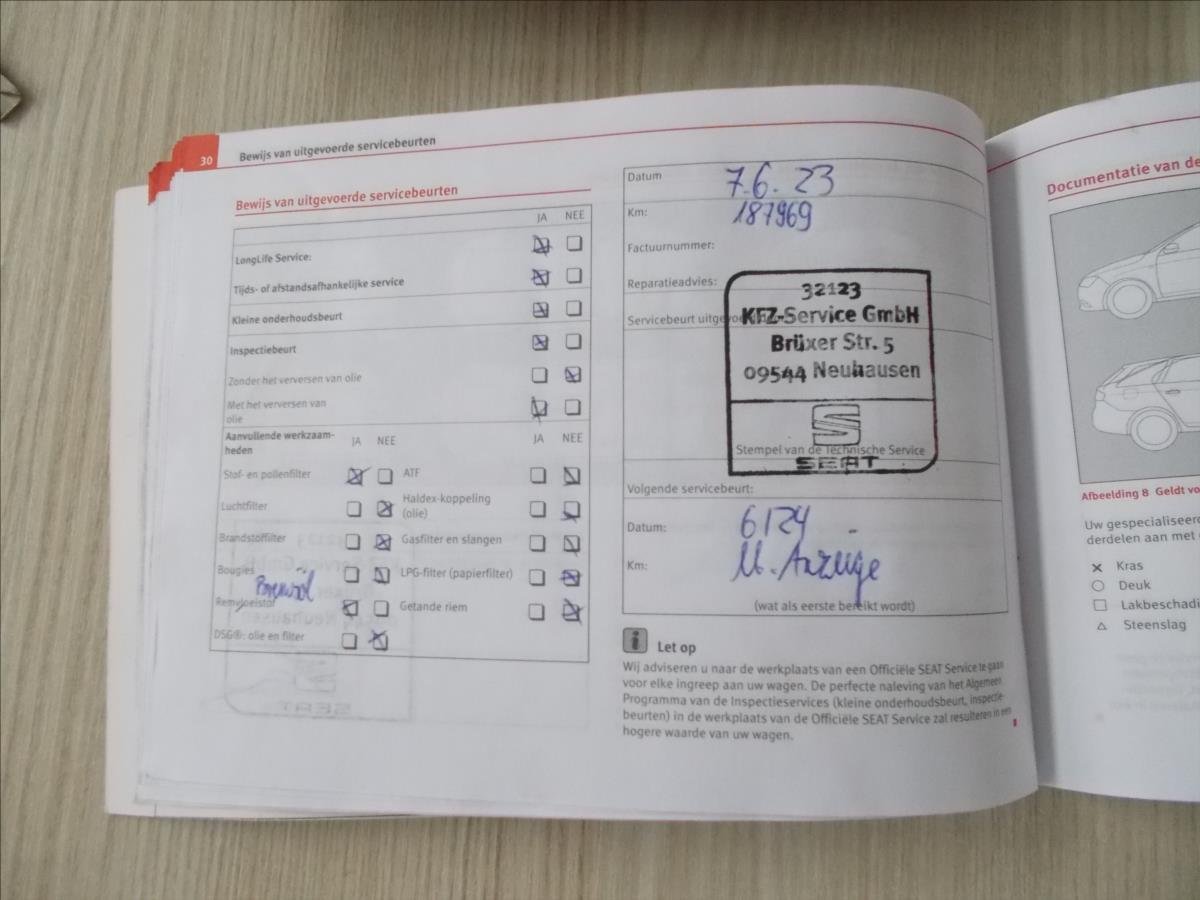 30 Bewijs van uitgevoerde servicebeurten
Bewijs van uitgevoerde servicebeurten
JA NEE
LongLife Service:
Tijds- of afstandsafhankelijke service
Kleine onderhoudsbeurt
Inspectiebeurt
Zonder het verversen van olie
Met het verversen van
olie
Aanvullende werkzaam-
heden
JA NEE
JA NEE
Stof- en pollenfilter
ATF
Luchtfilter
Haldex-koppeling
(olie)
Brandstoffilter
Gasfilter en slangen
Bougies
LPG-filter (papierfilter)
Remvloeistof
Getande riem
DSG®: olie en filter
Datum 7.6.23
Km: 187969
Factuurnummer:
Reparatieadvies:
Servicebeurt uitgevoerd
32123
KFZ-Service GmbH
Brüxer Str. 5
09544 Neuhausen
Stempel van de Technische Service
SEAT
Volgende servicebeurt:
Datum: 6/24
Km: M. Anzeige
(wat als eerste bereikt wordt)
i Let op
Wij adviseren u naar de werkplaats van een Officiële SEAT Service te gaan
voor elke ingreep aan uw wagen. De perfecte naleving van het Algemeen
Programma van de Inspectieservices (kleine onderhoudsbeurt, inspectie-
beurten) in de werkplaats van de Officiële SEAT Service zal resulteren in een
hogere waarde van uw wagen.
Documentatie van de
Afbeelding 8 Geldt vo
Uw gespecialiseerd
derdelen aan met
Kras
Deuk
Lakbeschadi
Steenslag